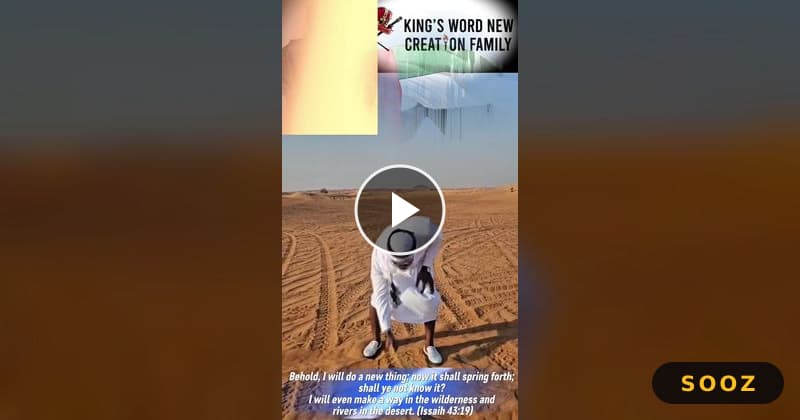 KING'S WORD NEW
CREATION FAMILY
Behold, I will do a new thing; now it shall spring forth;
shall ye not know it?
I will even make a way in the wilderness and
rivers in the desert. (Issaih 43:19)
SOOZ